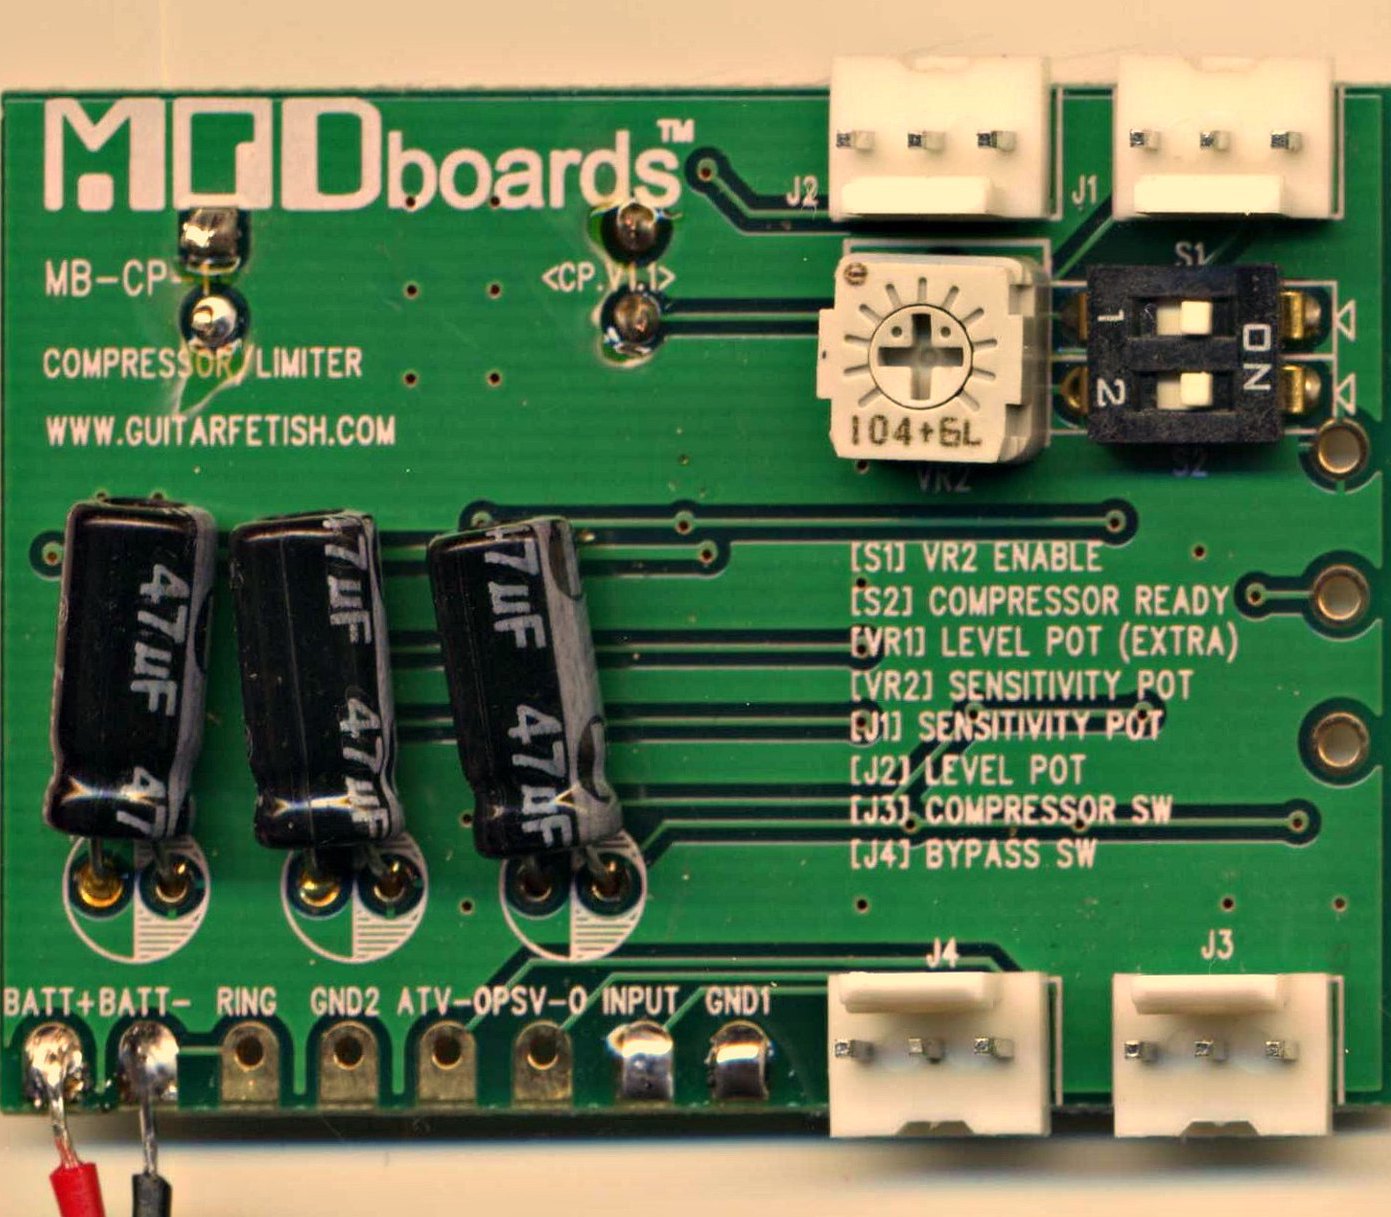 MODboards™
J2
J1
MB-CP-
<CP.V1.1>
S1
1
2
ON
COMPRESSOR/LIMITER
WWW.GUITARFETISH.COM
104+6L
VR2
S2
47uF 47
7uF 47uF
47uF 47uF
[S1] VR2 ENABLE
[S2] COMPRESSOR READY
[VR1] LEVEL POT (EXTRA)
[VR2] SENSITIVITY POT
[J1] SENSITIVITY POT
[J2] LEVEL POT
[J3] COMPRESSOR SW
[J4] BYPASS SW
J4
J3
BATT+ BATT- RING GND2 ATV-O PSV-O INPUT GND1